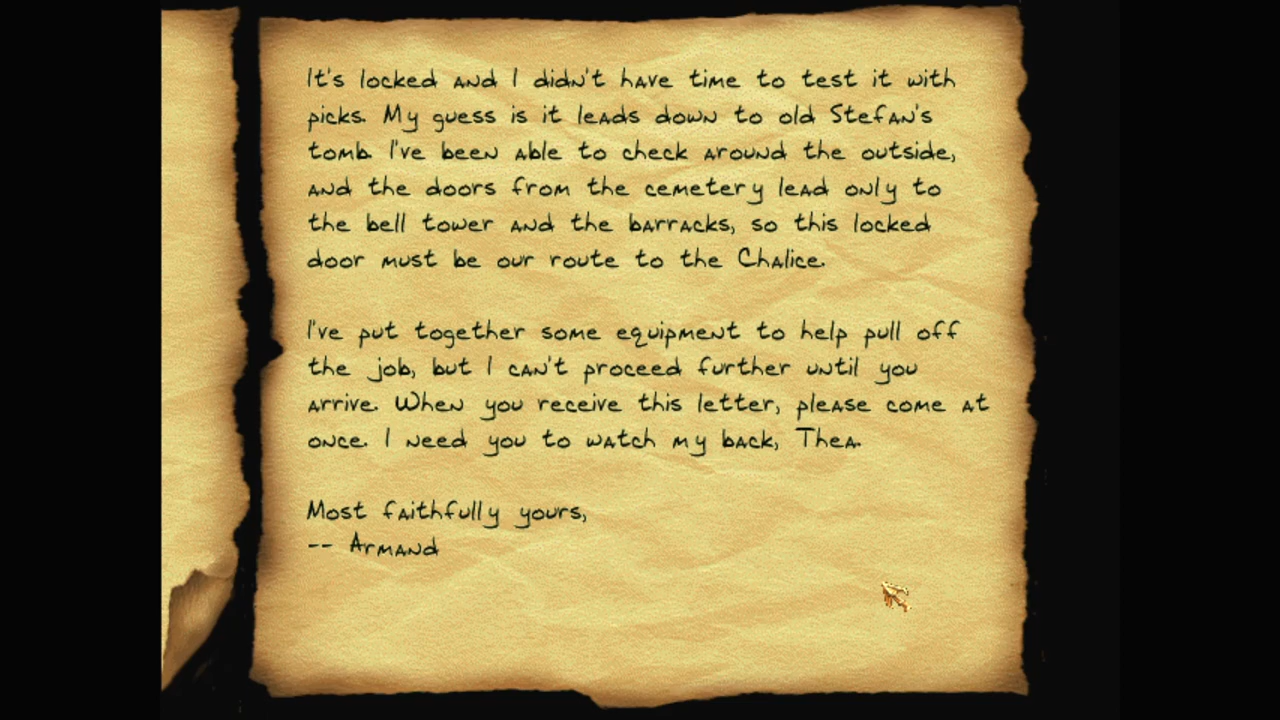 It's locked and I didn't have time to test it with
picks. My guess is it leads down to old Stefan's
tomb. I've been able to check around the outside,
and the doors from the cemetery lead only to
the bell tower and the barracks, so this locked
door must be our route to the Chalice.
I've put together some equipment to help pull off
the job, but I can't proceed further until you
arrive. When you receive this letter, please come at
once. I need you to watch my back, Thea.
Most faithfully yours,
-- Armand